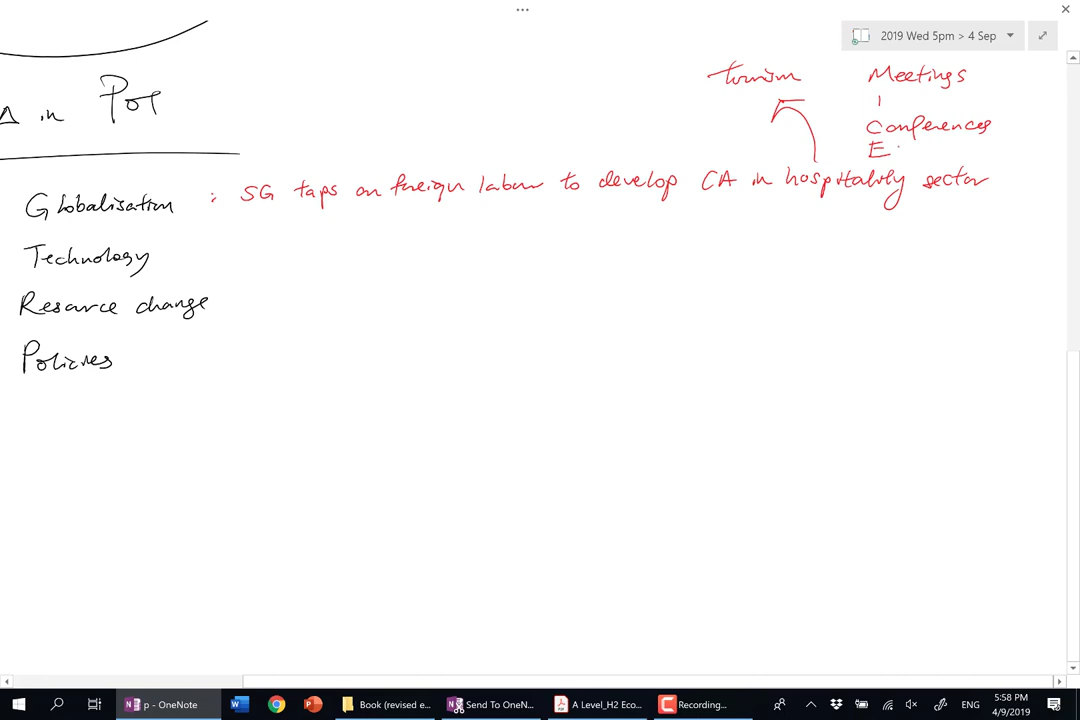 ...
2019 Wed 5pm > 4 Sep
Δ in PoT
tourism
Meetings
I
Conferences
E
Globalisation : SG taps on foreign labour to develop CA in hospitality sector
Technology
Resource change
Policies
p - OneNote
Book (revised e...
Send To OneN...
A Level_H2 Eco...
Recording...
ENG
5:58 PM
4/9/2019